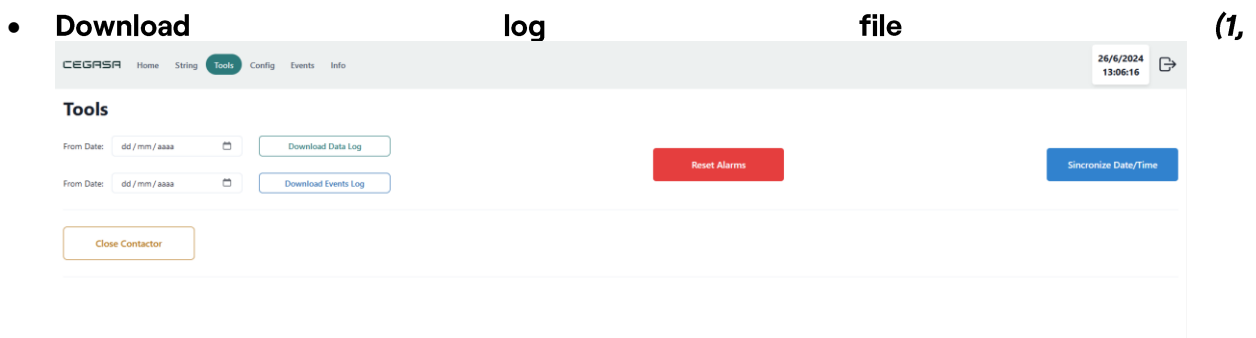 • Download log file (1,
CEGASA Home String Tools Config Events Info
26/6/2024
13:06:16
Tools
From Date: dd / mm / aaaa Download Data Log
Reset Alarms
Sincronize Date/Time
From Date: dd / mm / aaaa Download Events Log
Close Contactor